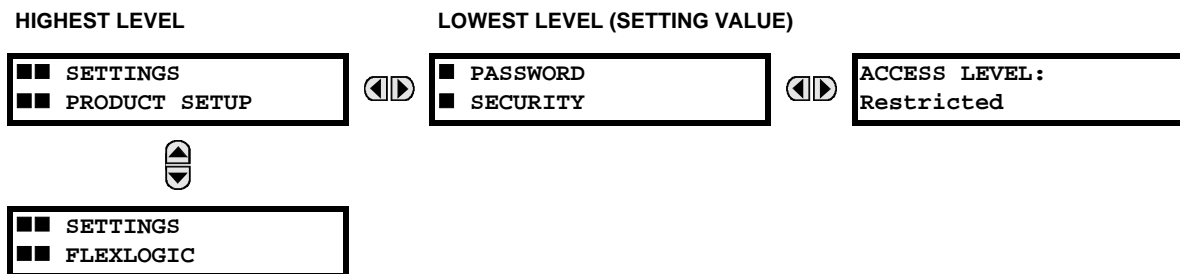 HIGHEST LEVEL
LOWEST LEVEL (SETTING VALUE)
■■ SETTINGS
■■ PRODUCT SETUP
■ PASSWORD
■ SECURITY
ACCESS LEVEL:
Restricted
■■ SETTINGS
■■ FLEXLOGIC